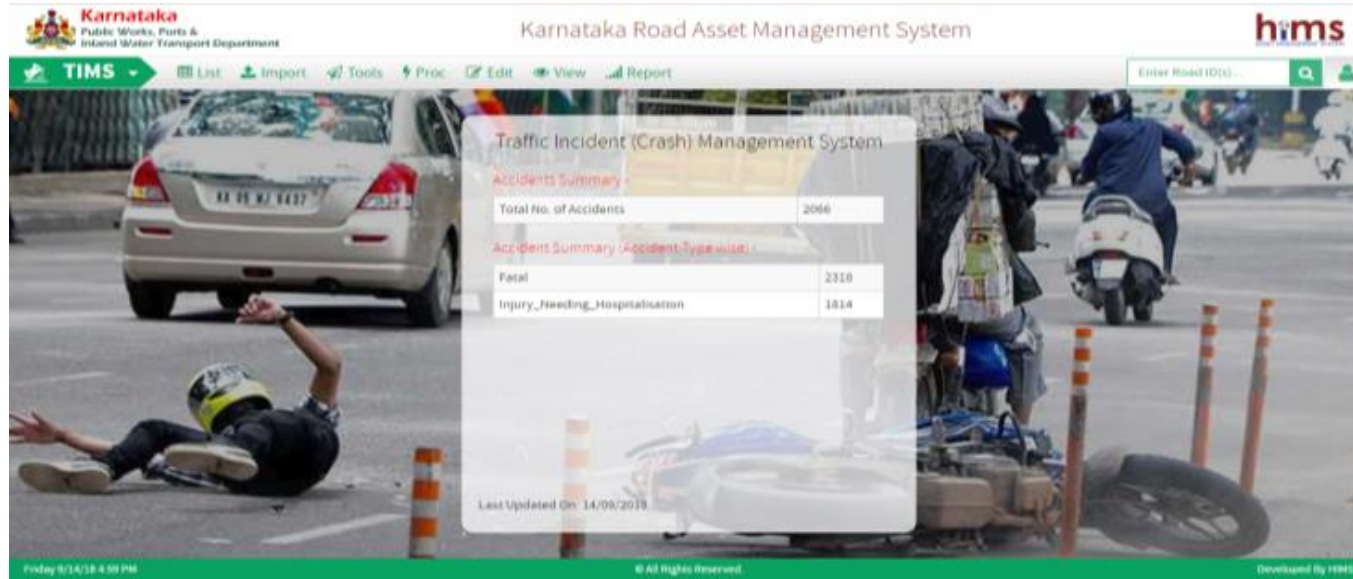 Karnataka
Public Works, Ports &
Inland Water Transport Department
Karnataka Road Asset Management System
hims
TIMS
List Import Tools Proc Edit View Report
Enter Road ID(s)...
Traffic Incident (Crash) Management System
Accidents Summary :
Total No. of Accidents 2066
Accident Summary (Accident-Type wise) :
Fatal 2318
Injury_Needing_Hospitalisation 1814
Last Updated On: 14/09/2018
Friday 9/14/18 4:59 PM
© All Rights Reserved.
Developed By HIMS